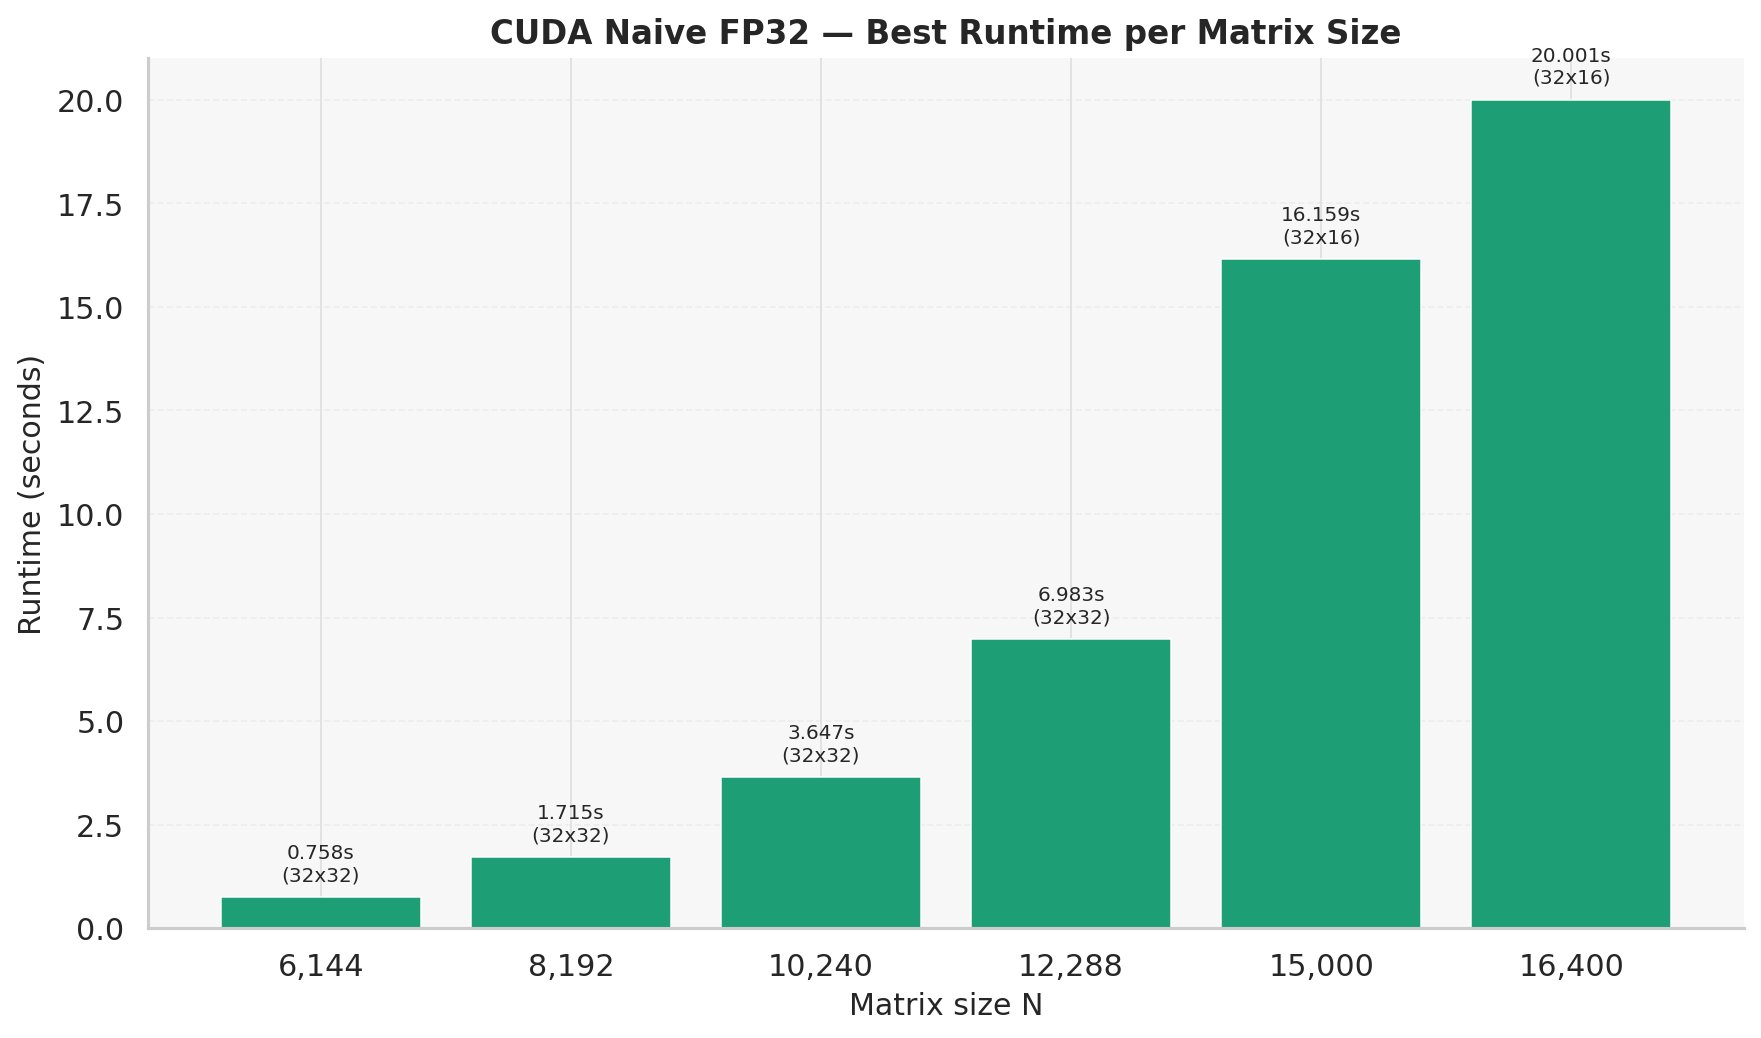 CUDA Naive FP32 — Best Runtime per Matrix Size
20.001s
(32x16)
16.159s
(32x16)
6.983s
(32x32)
3.647s
(32x32)
1.715s
(32x32)
0.758s
(32x32)
20.0
17.5
15.0
12.5
10.0
7.5
5.0
2.5
0.0
Runtime (seconds)
6,144 8,192 10,240 12,288 15,000 16,400
Matrix size N